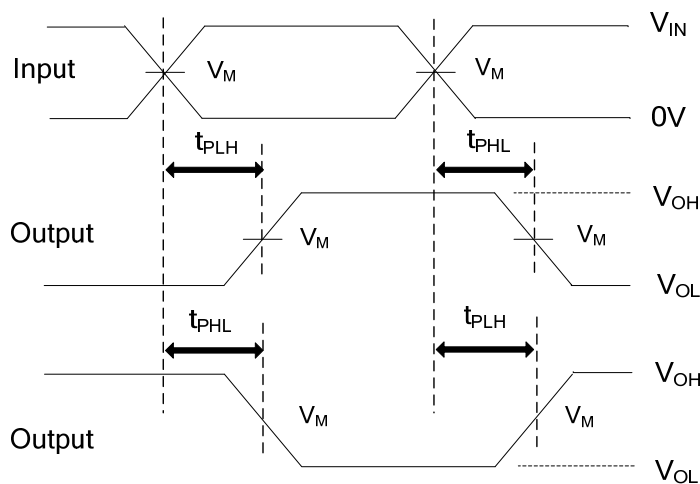 V_IN
Input
V_M
V_M
0V
t_PLH
t_PHL
V_OH
Output
V_M
V_M
V_OL
t_PHL
t_PLH
V_OH
Output
V_M
V_M
V_OL